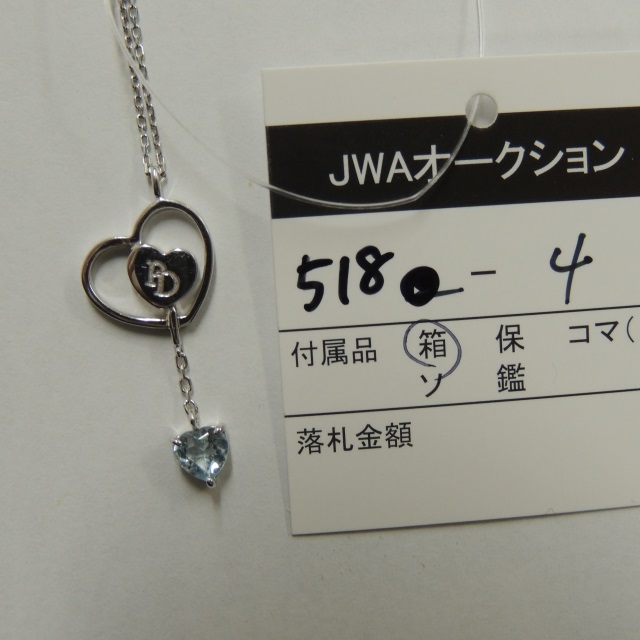 PD
JWAオークション
518 - 4
付属品 箱 保 コマ(
ソ 鑑
落札金額